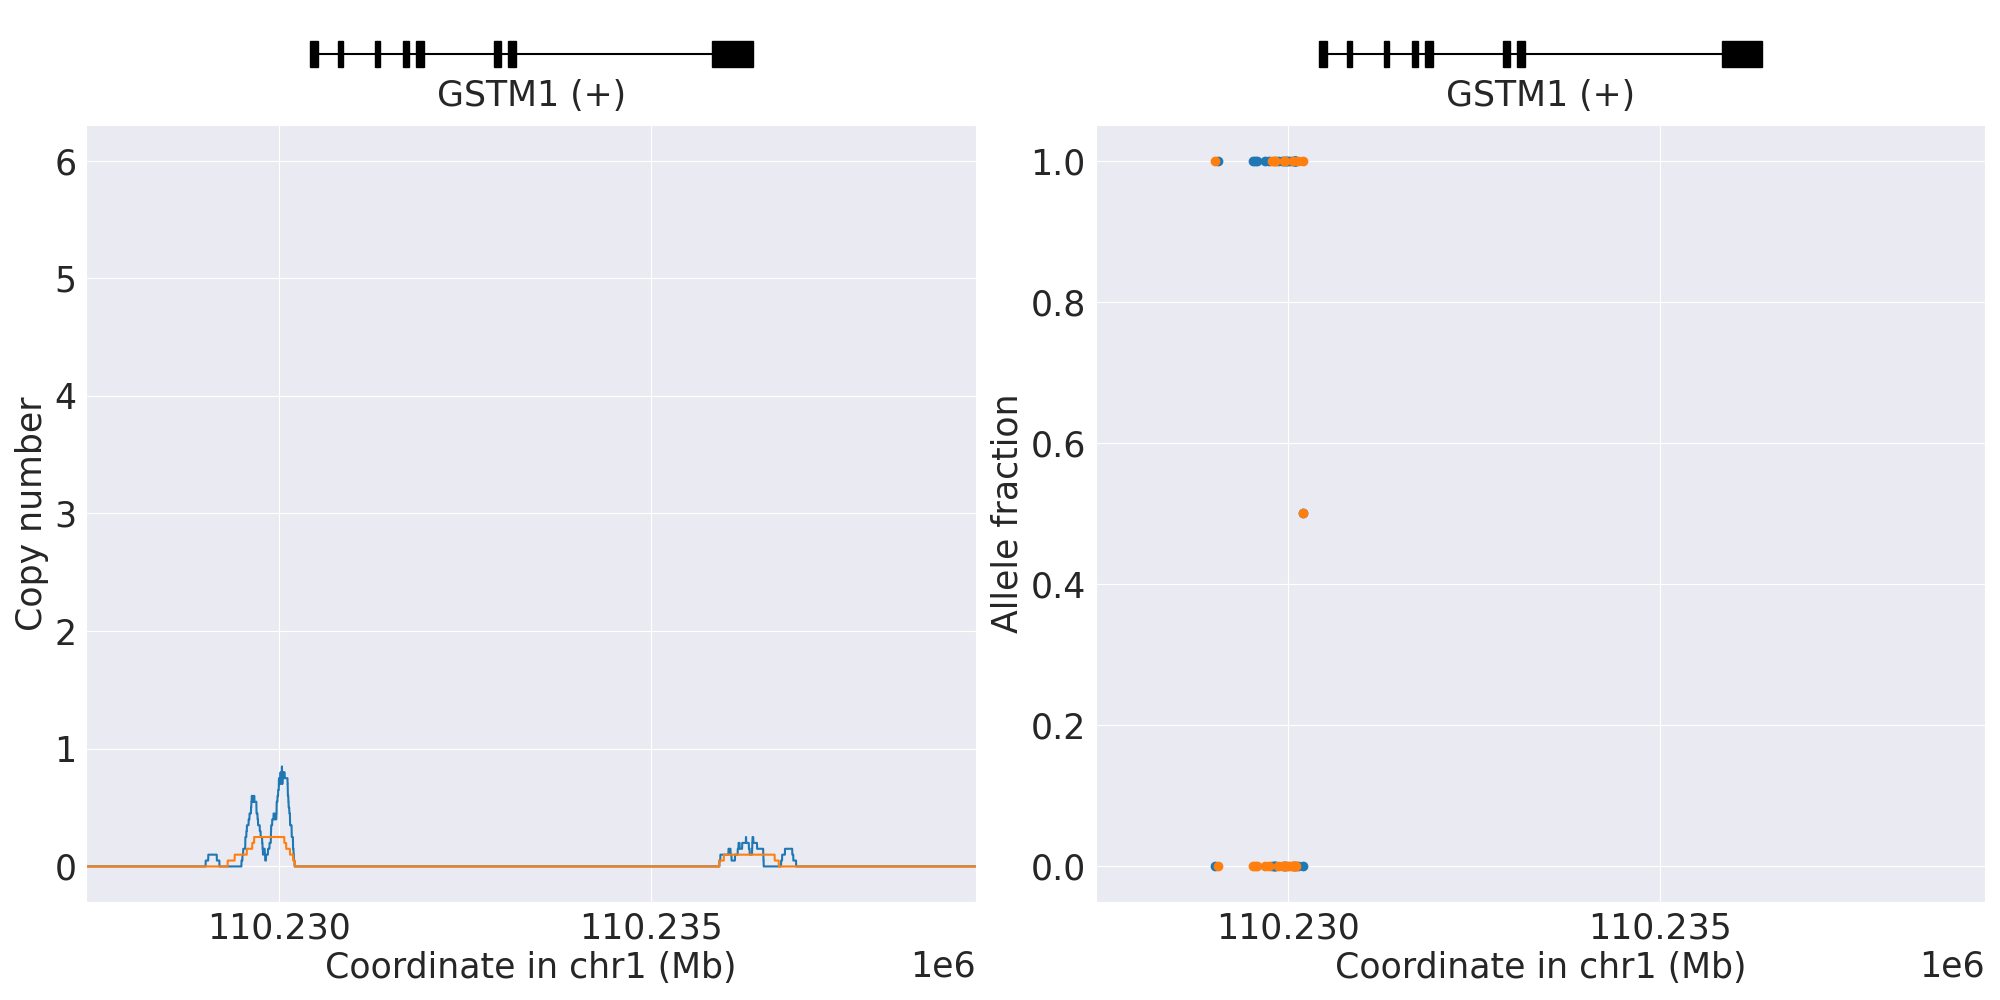 GSTM1 (+)
6
5
4
3
2
1
0
Copy number
110.230
110.235
Coordinate in chr1 (Mb)
1e6
GSTM1 (+)
1.0
0.8
0.6
0.4
0.2
0.0
Allele fraction
110.230
110.235
Coordinate in chr1 (Mb)
1e6